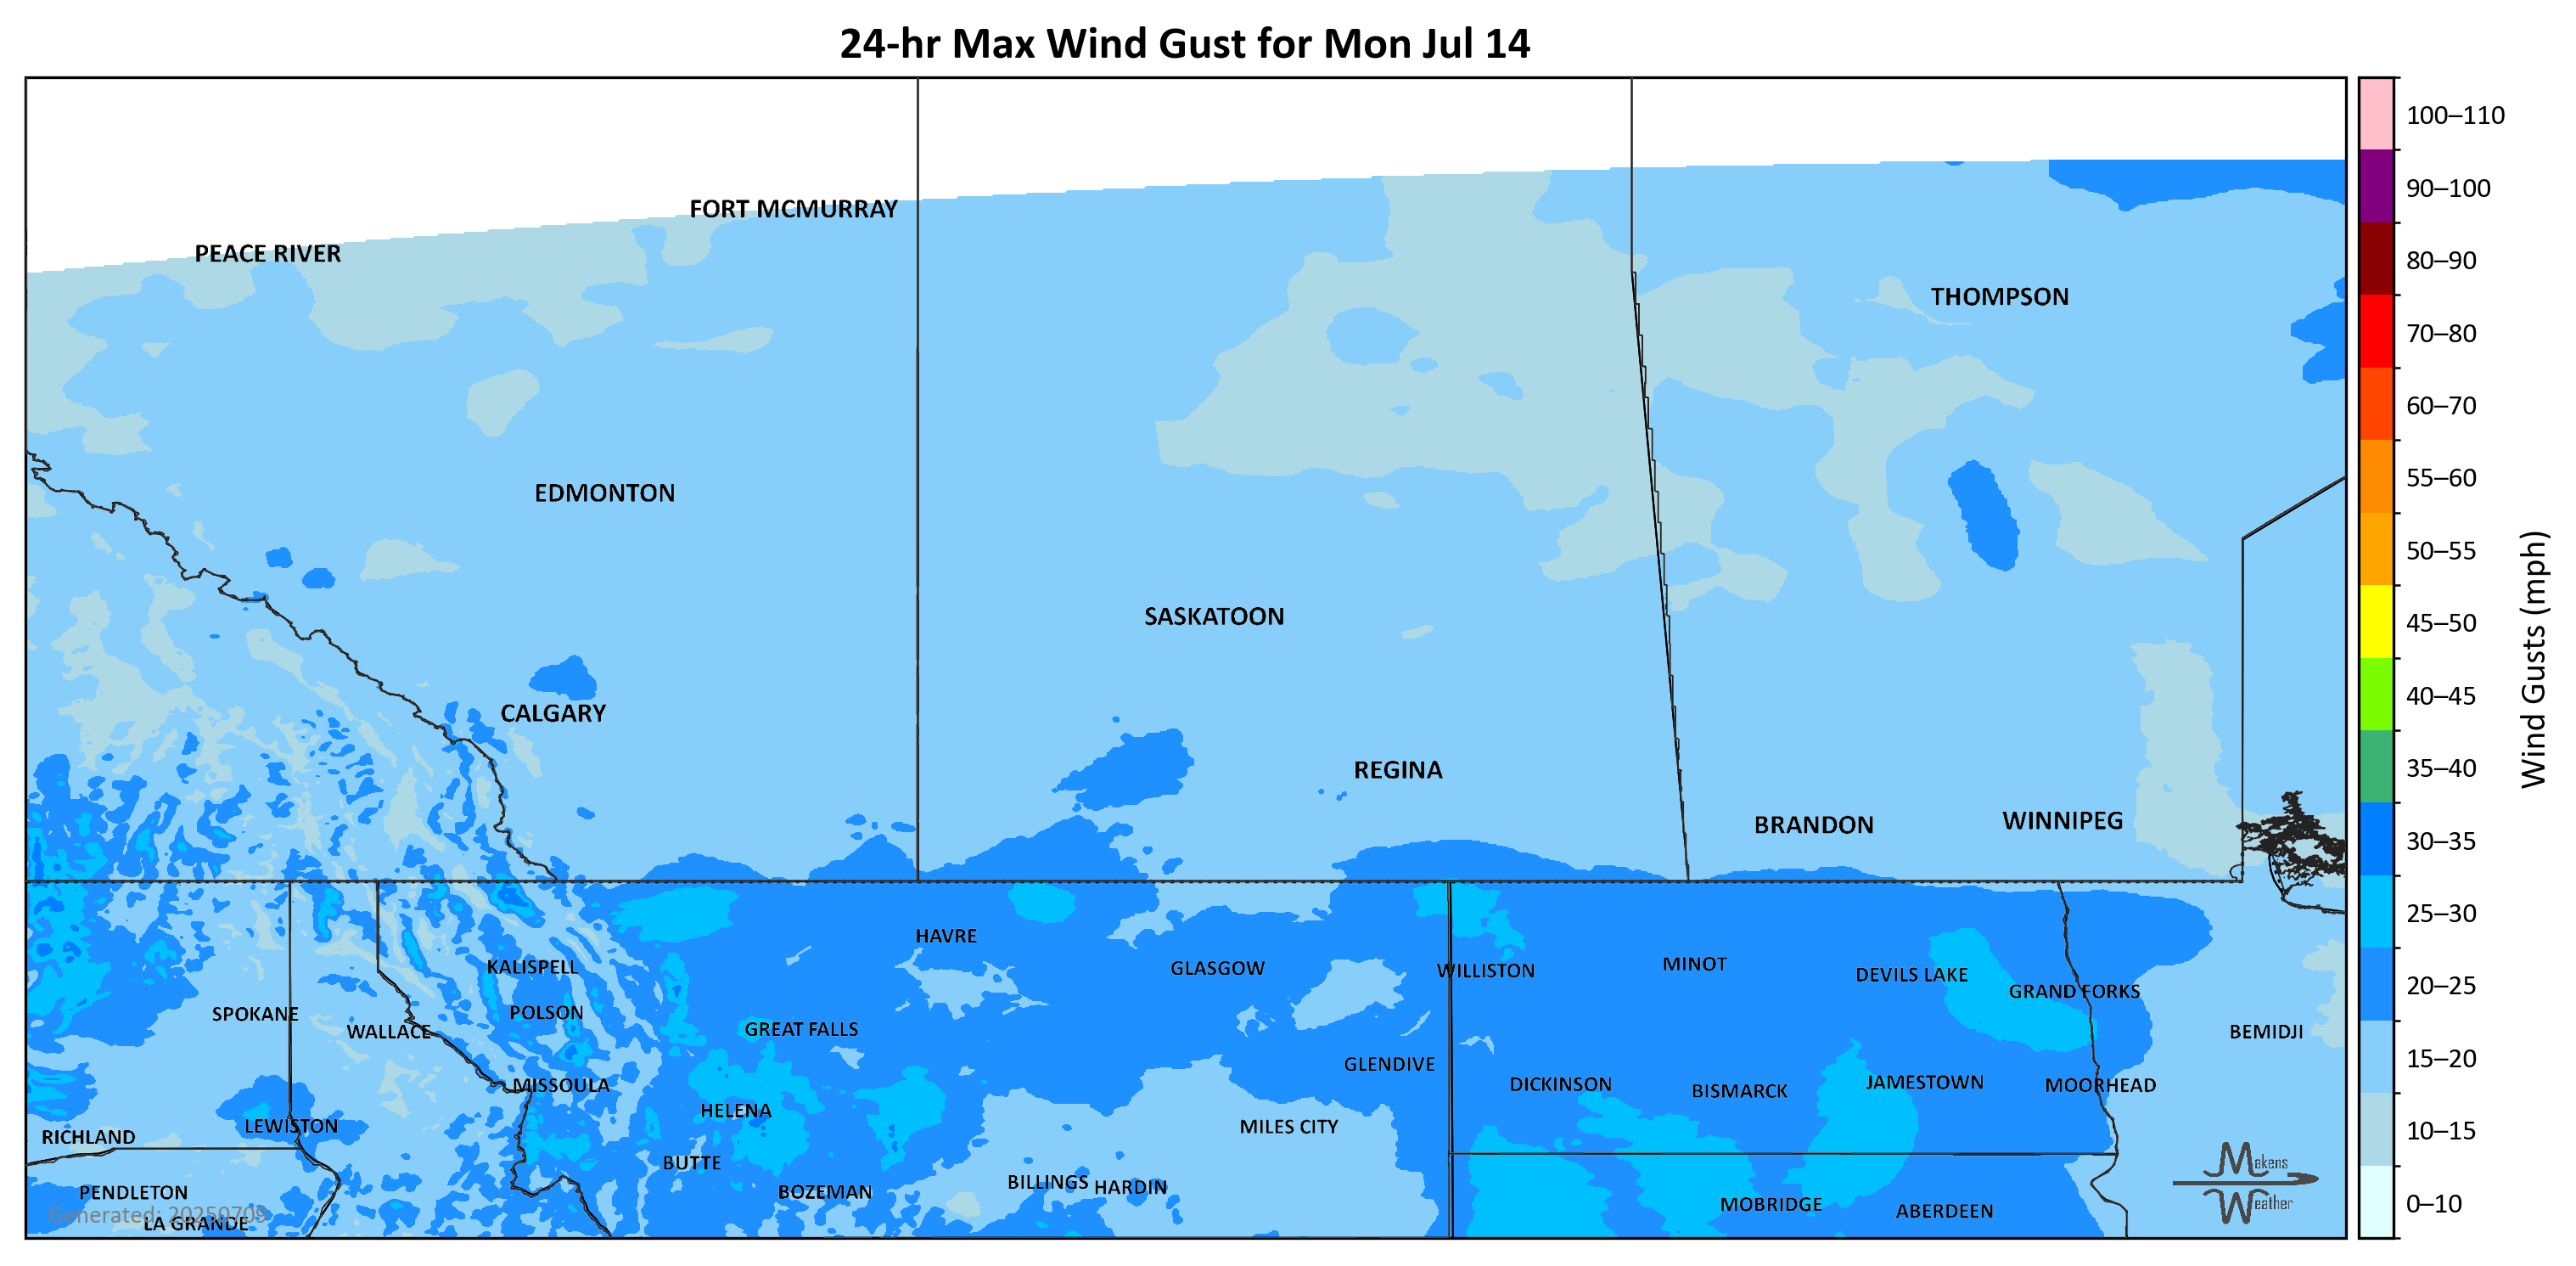 24-hr Max Wind Gust for Mon Jul 14
100–110
90–100
80–90
70–80
60–70
55–60
50–55
45–50
40–45
35–40
30–35
25–30
20–25
15–20
10–15
0–10
Wind Gusts (mph)
FORT MCMURRAY
PEACE RIVER
THOMPSON
EDMONTON
SASKATOON
CALGARY
REGINA
WINNIPEG
BRANDON
HAVRE
MINOT
KALISPELL
GLASGOW
WILLISTON
DEVILS LAKE
GRAND FORKS
POLSON
SPOKANE
GREAT FALLS
WALLACE
BEMIDJI
GLENDIVE
JAMESTOWN
DICKINSON
MISSOULA
MOORHEAD
BISMARCK
HELENA
LEWISTON
MILES CITY
RICHLAND
BUTTE
BILLINGS
HARDIN
PENDLETON
BOZEMAN
MOBRIDGE
ABERDEEN
Generated: 20250709
LA GRANDE
Makens
Weather